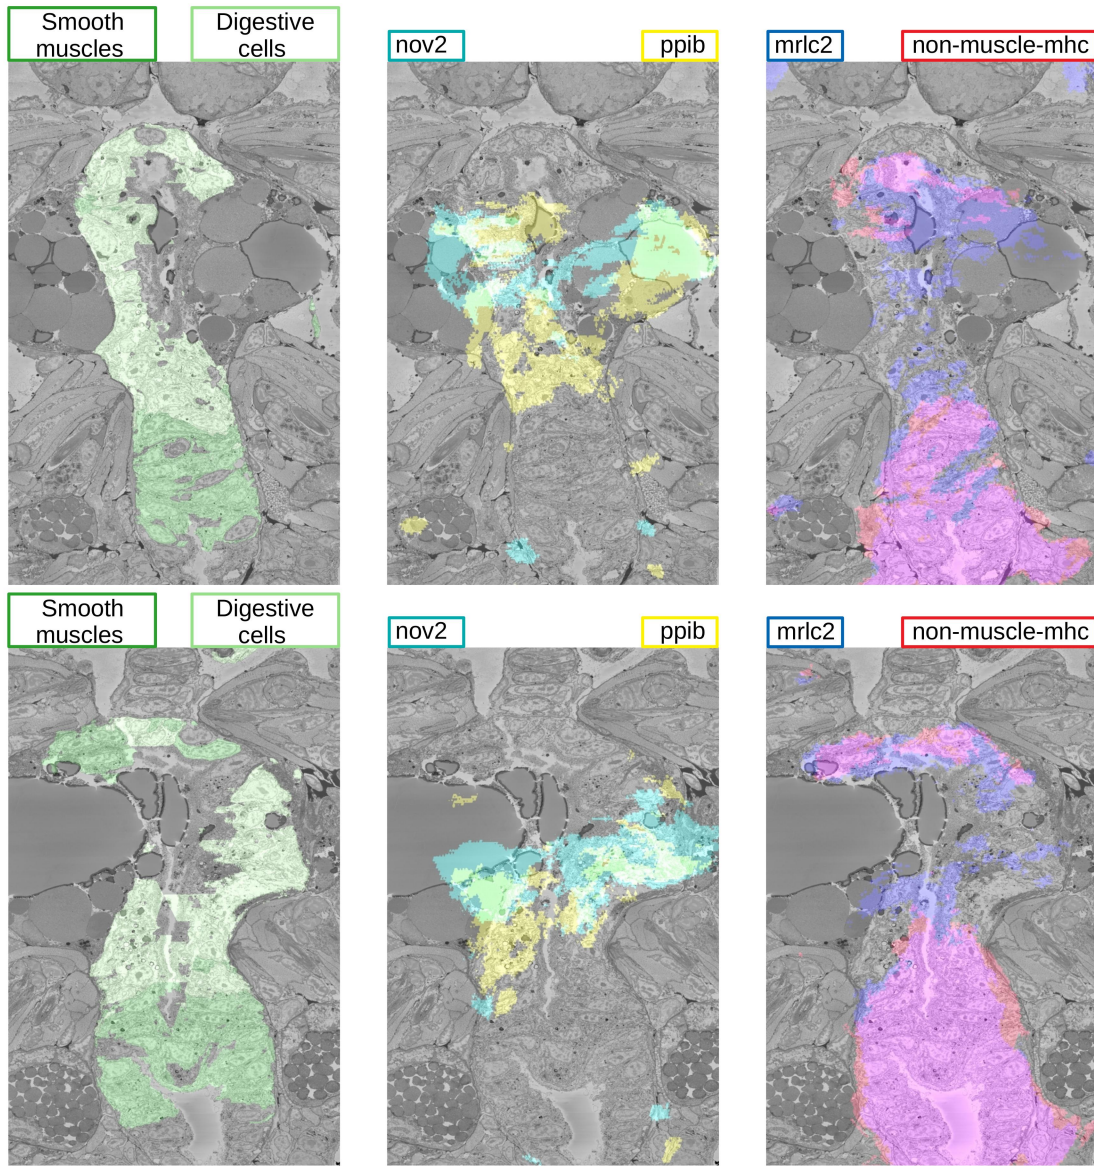 Smooth muscles
Digestive cells
nov2
ppib
mrlc2
non-muscle-mhc
Smooth muscles
Digestive cells
nov2
ppib
mrlc2
non-muscle-mhc